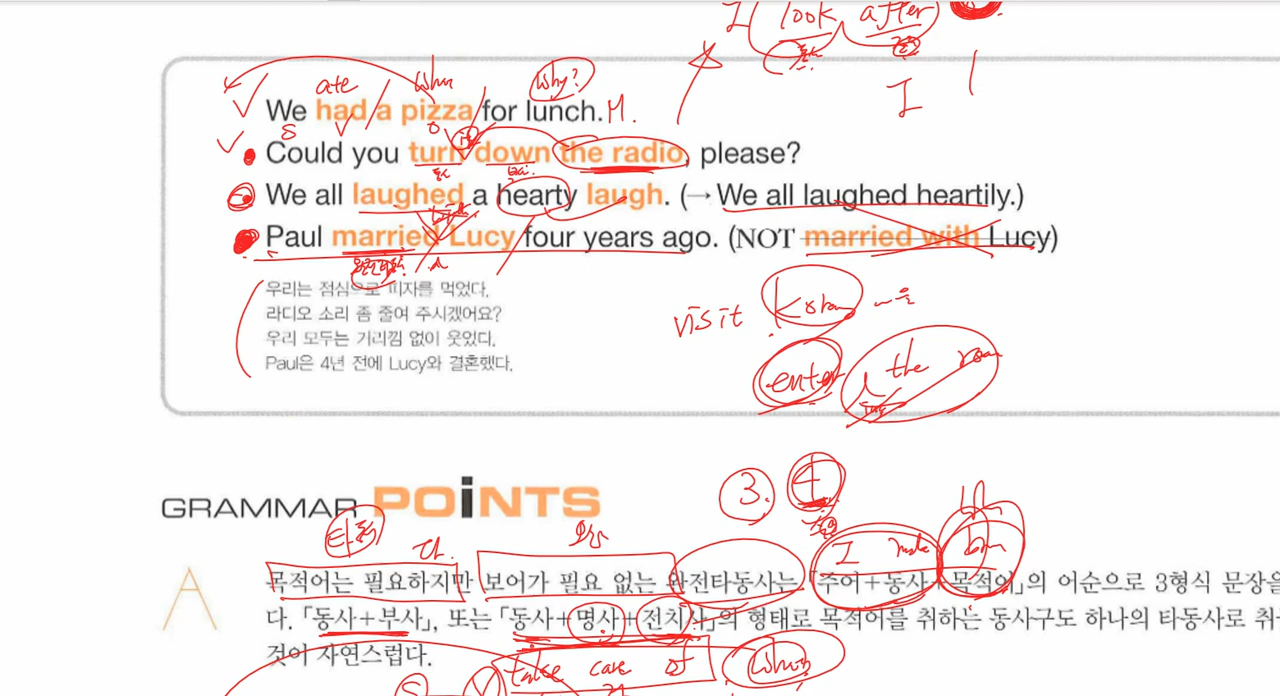 I look after
ate Why?
We had a pizza for lunch. M.
S O
Could you turn down the radio, please?
We all laughed a hearty laugh. (→ We all laughed heartily.)
Paul married Lucy four years ago. (NOT married with Lucy)
우리는 점심으로 피자를 먹었다.
라디오 소리 좀 줄여 주시겠어요?
우리 모두는 거리낌 없이 웃었다.
Paul은 4년 전에 Lucy와 결혼했다.
visit
enter the room
GRAMMAR POiNTS
3.
A 목적어는 필요하지만 보어가 필요 없는 완전타동사는 「주어+동사+목적어」의 어순으로 3형식 문장을
다. 「동사+부사」, 또는 「동사+명사+전치사」의 형태로 목적어를 취하는 동사구도 하나의 타동사로 취
것이 자연스럽다.
take care of
S V